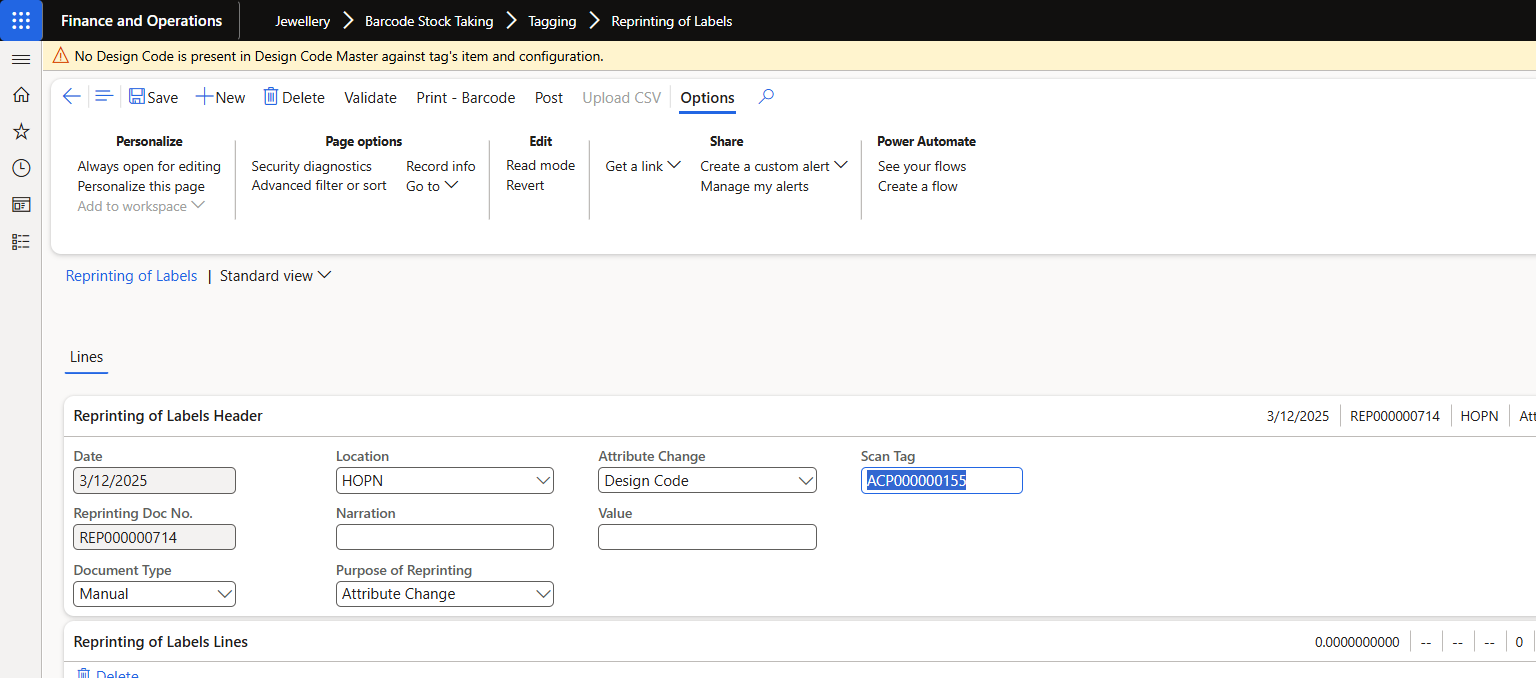 Finance and Operations
Jewellery Barcode Stock Taking Tagging Reprinting of Labels
No Design Code is present in Design Code Master against tag's item and configuration.
Save New Delete Validate Print - Barcode Post Upload CSV Options
Personalize
Always open for editing
Personalize this page
Add to workspace
Page options
Security diagnostics
Advanced filter or sort
Record info
Go to
Edit
Read mode
Revert
Share
Get a link
Create a custom alert
Manage my alerts
Power Automate
See your flows
Create a flow
Reprinting of Labels | Standard view
Lines
Reprinting of Labels Header 3/12/2025 REP000000714 HOPN Att
Date
3/12/2025
Reprinting Doc No.
REP000000714
Document Type
Manual
Location
HOPN
Narration
Purpose of Reprinting
Attribute Change
Attribute Change
Design Code
Value
Scan Tag
ACP000000155
Reprinting of Labels Lines 0.0000000000 -- -- -- 0
Delete